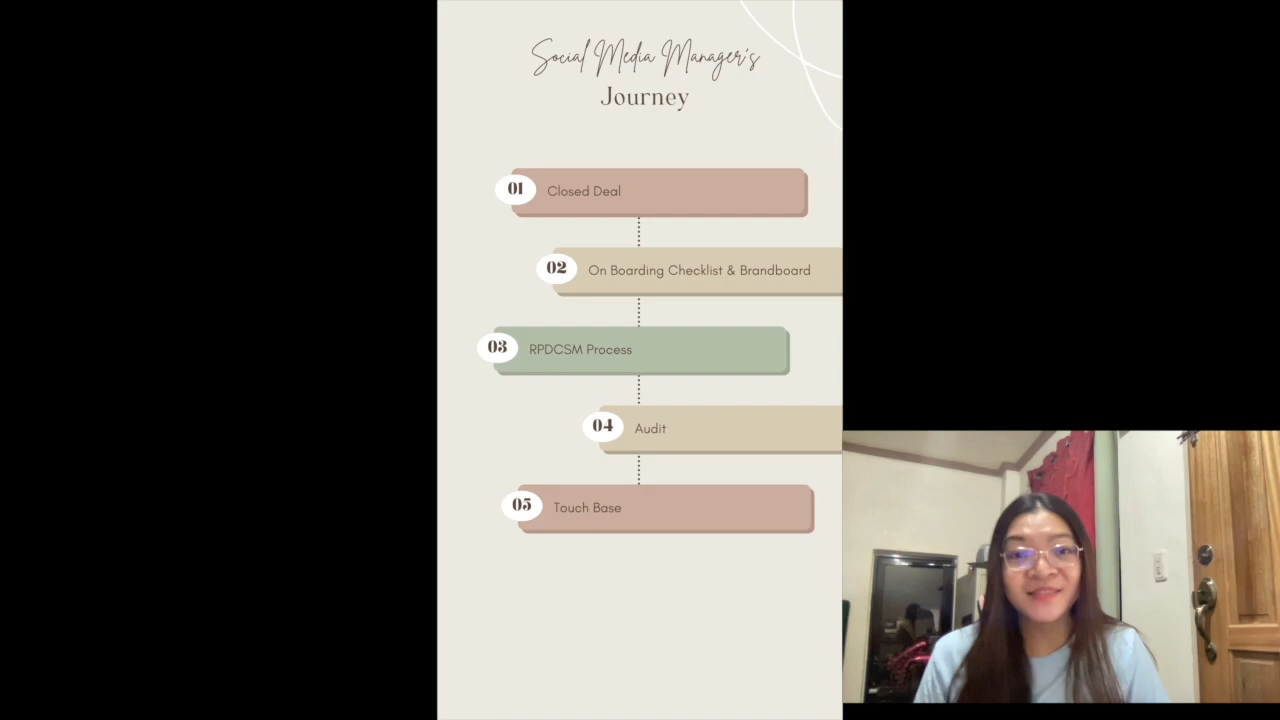 Social Media Manager's
Journey
01 Closed Deal
02 On Boarding Checklist & Brandboard
03 RPDCSM Process
04 Audit
05 Touch Base